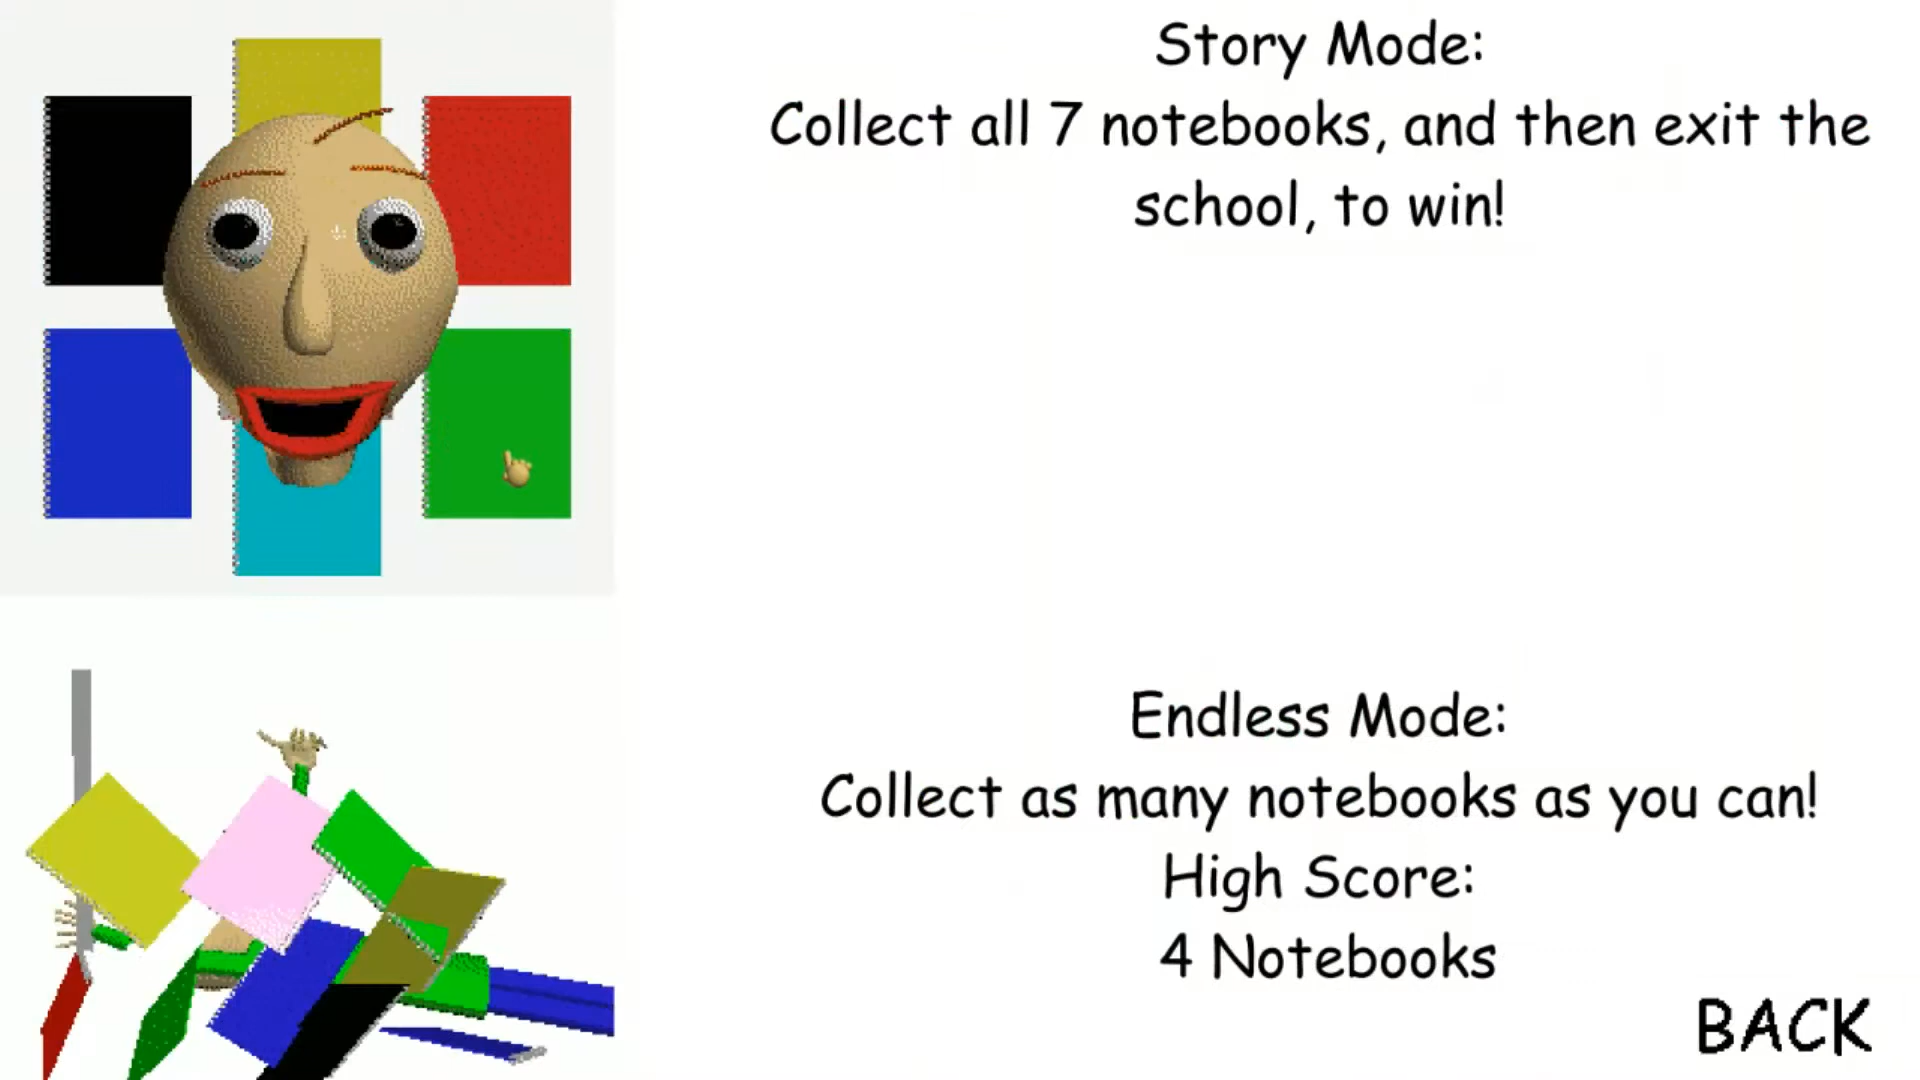 Story Mode:
Collect all 7 notebooks, and then exit the
school, to win!
Endless Mode:
Collect as many notebooks as you can!
High Score:
4 Notebooks
BACK